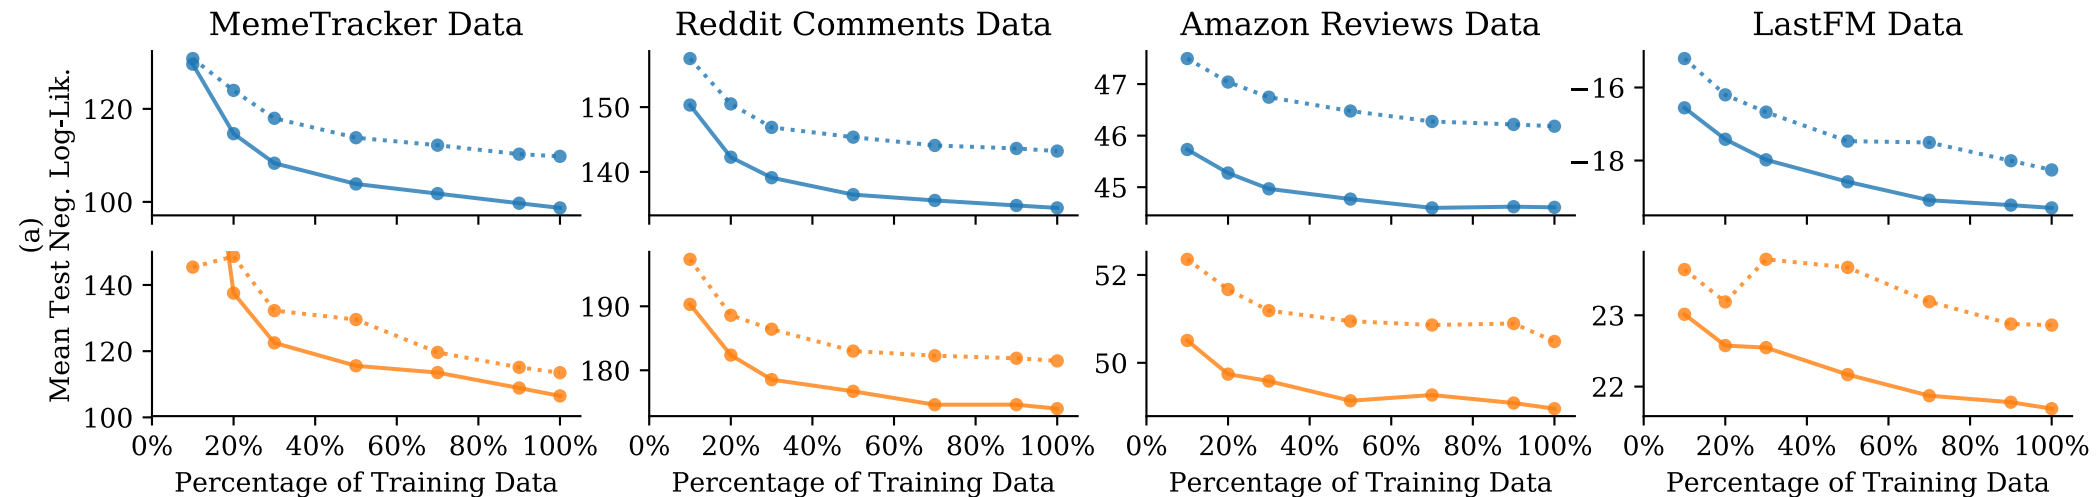 MemeTracker Data
Reddit Comments Data
Amazon Reviews Data
LastFM Data
(a)
Mean Test Neg. Log-Lik.
120
100
150
140
47
46
45
−16
−18
140
120
100
190
180
52
50
23
22
0% 20% 40% 60% 80% 100%
0% 20% 40% 60% 80% 100%
0% 20% 40% 60% 80% 100%
0% 20% 40% 60% 80% 100%
Percentage of Training Data
Percentage of Training Data
Percentage of Training Data
Percentage of Training Data